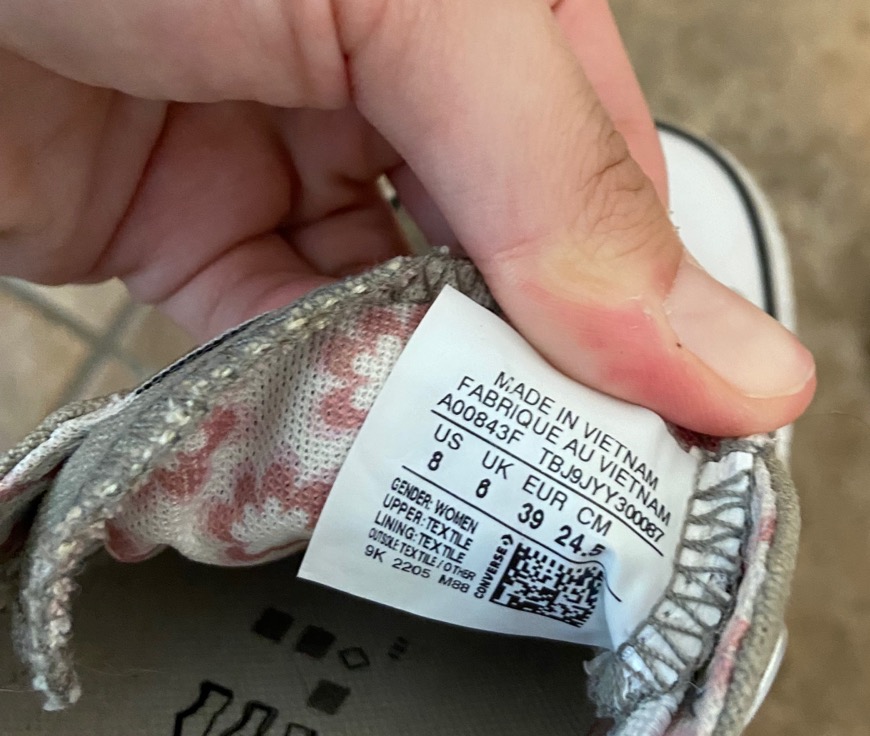 MADE IN VIETNAM
FABRIQUE AU VIETNAM
A00843F TBJ9JYY300087
US UK EUR CM
8 6 39 24.5
GENDER: WOMEN
UPPER: TEXTILE
LINING: TEXTILE
OUTSOLE TEXTILE / OTHER
9K 2205 M88
CONVERSE